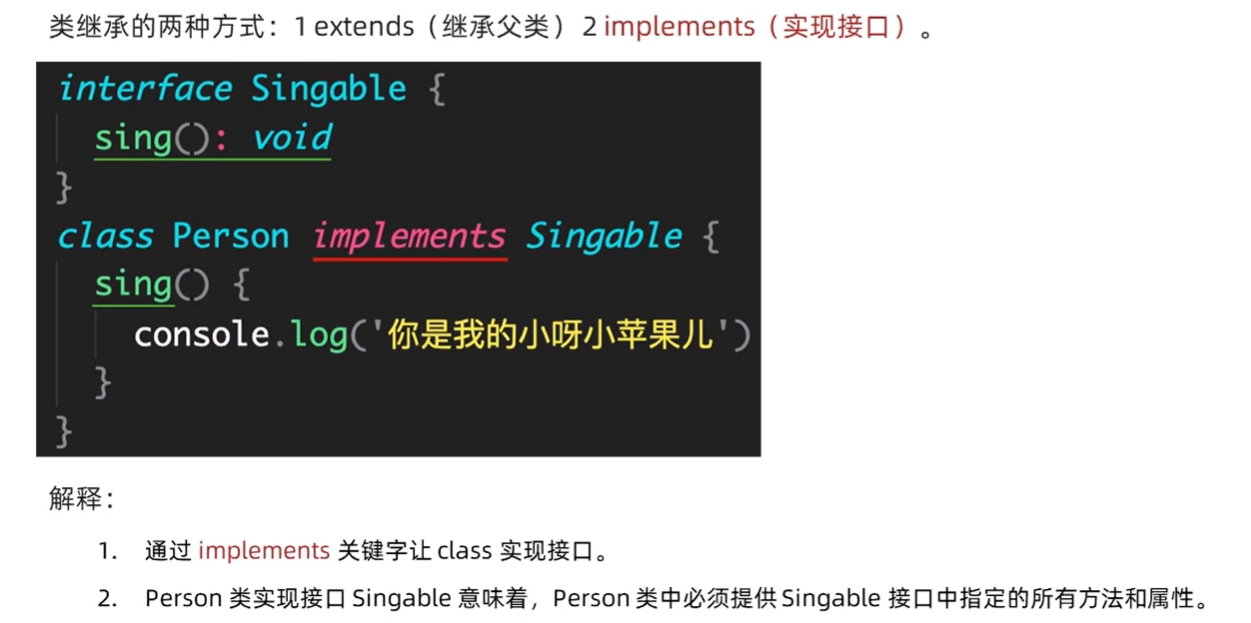 类继承的两种方式：1 extends（继承父类）2 implements（实现接口）。
interface Singable {
sing(): void
}
class Person implements Singable {
sing() {
console.log('你是我的小呀小苹果儿')
}
}
解释：
1. 通过 implements 关键字让 class 实现接口。
2. Person 类实现接口 Singable 意味着，Person 类中必须提供 Singable 接口中指定的所有方法和属性。